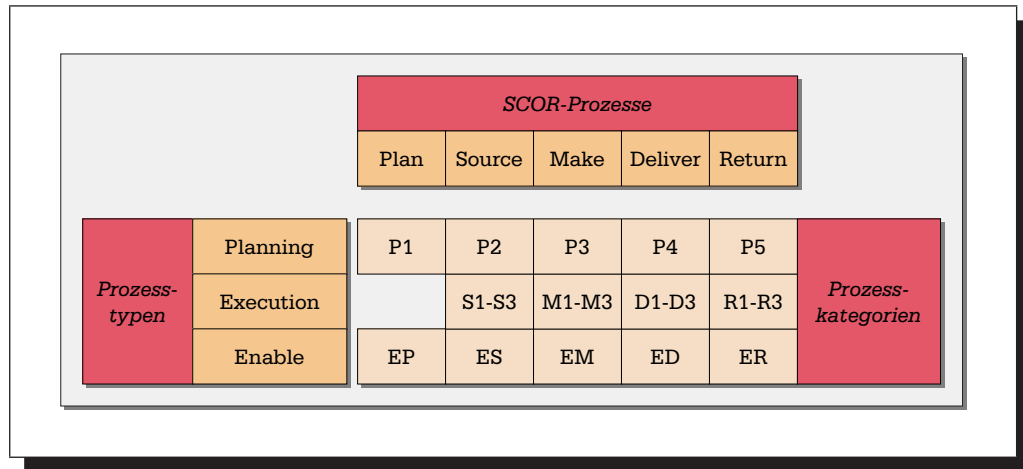 SCOR-Prozesse
Plan Source Make Deliver Return
Prozess-
typen
Planning P1 P2 P3 P4 P5
Execution S1-S3 M1-M3 D1-D3 R1-R3
Enable EP ES EM ED ER
Prozess-
kategorien